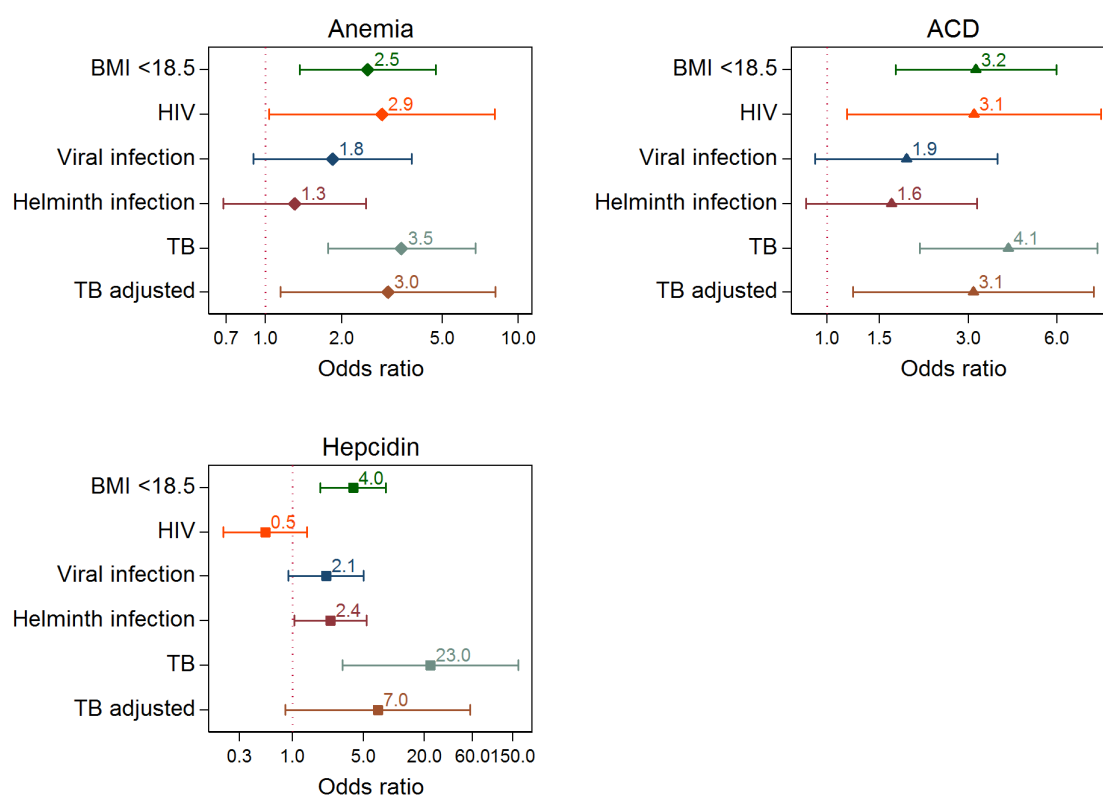 Anemia
BMI <18.5
2.5
HIV
2.9
Viral infection
1.8
Helminth infection
1.3
TB
3.5
TB adjusted
3.0
0.7 1.0 2.0 5.0 10.0
Odds ratio
ACD
BMI <18.5
3.2
HIV
3.1
Viral infection
1.9
Helminth infection
1.6
TB
4.1
TB adjusted
3.1
1.0 1.5 3.0 6.0
Odds ratio
Hepcidin
BMI <18.5
4.0
HIV
0.5
Viral infection
2.1
Helminth infection
2.4
TB
23.0
TB adjusted
7.0
0.3 1.0 5.0 20.0 60.0 150.0
Odds ratio